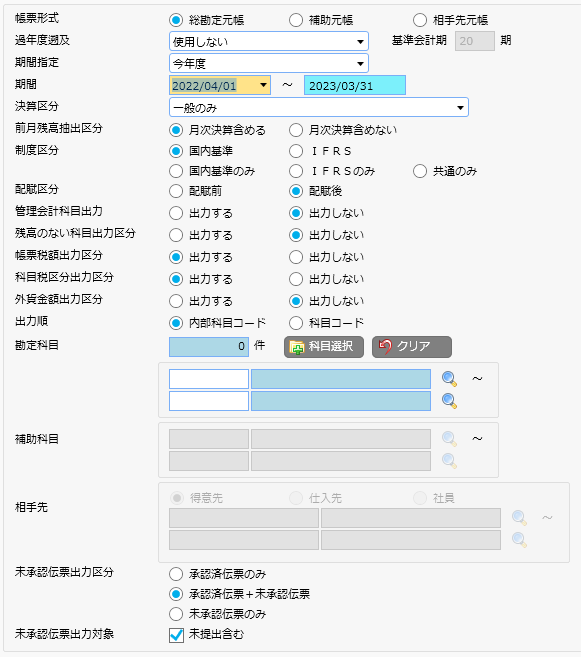 帳票形式 総勘定元帳 補助元帳 相手先元帳
過年度遡及 使用しない 基準会計期 20 期
期間指定 今年度
期間 2022/04/01 ～ 2023/03/31
決算区分 一般のみ
前月残高抽出区分 月次決算含める 月次決算含めない
制度区分 国内基準 ＩＦＲＳ
国内基準のみ ＩＦＲＳのみ 共通のみ
配賦区分 配賦前 配賦後
管理会計科目出力 出力する 出力しない
残高のない科目出力区分 出力する 出力しない
帳票税額出力区分 出力する 出力しない
科目税区分出力区分 出力する 出力しない
外貨金額出力区分 出力する 出力しない
出力順 内部科目コード 科目コード
勘定科目 0 件 科目選択 クリア
～
補助科目 ～
相手先 得意先 仕入先 社員
～
未承認伝票出力区分 承認済伝票のみ
承認済伝票＋未承認伝票
未承認伝票のみ
未承認伝票出力対象 未提出含む